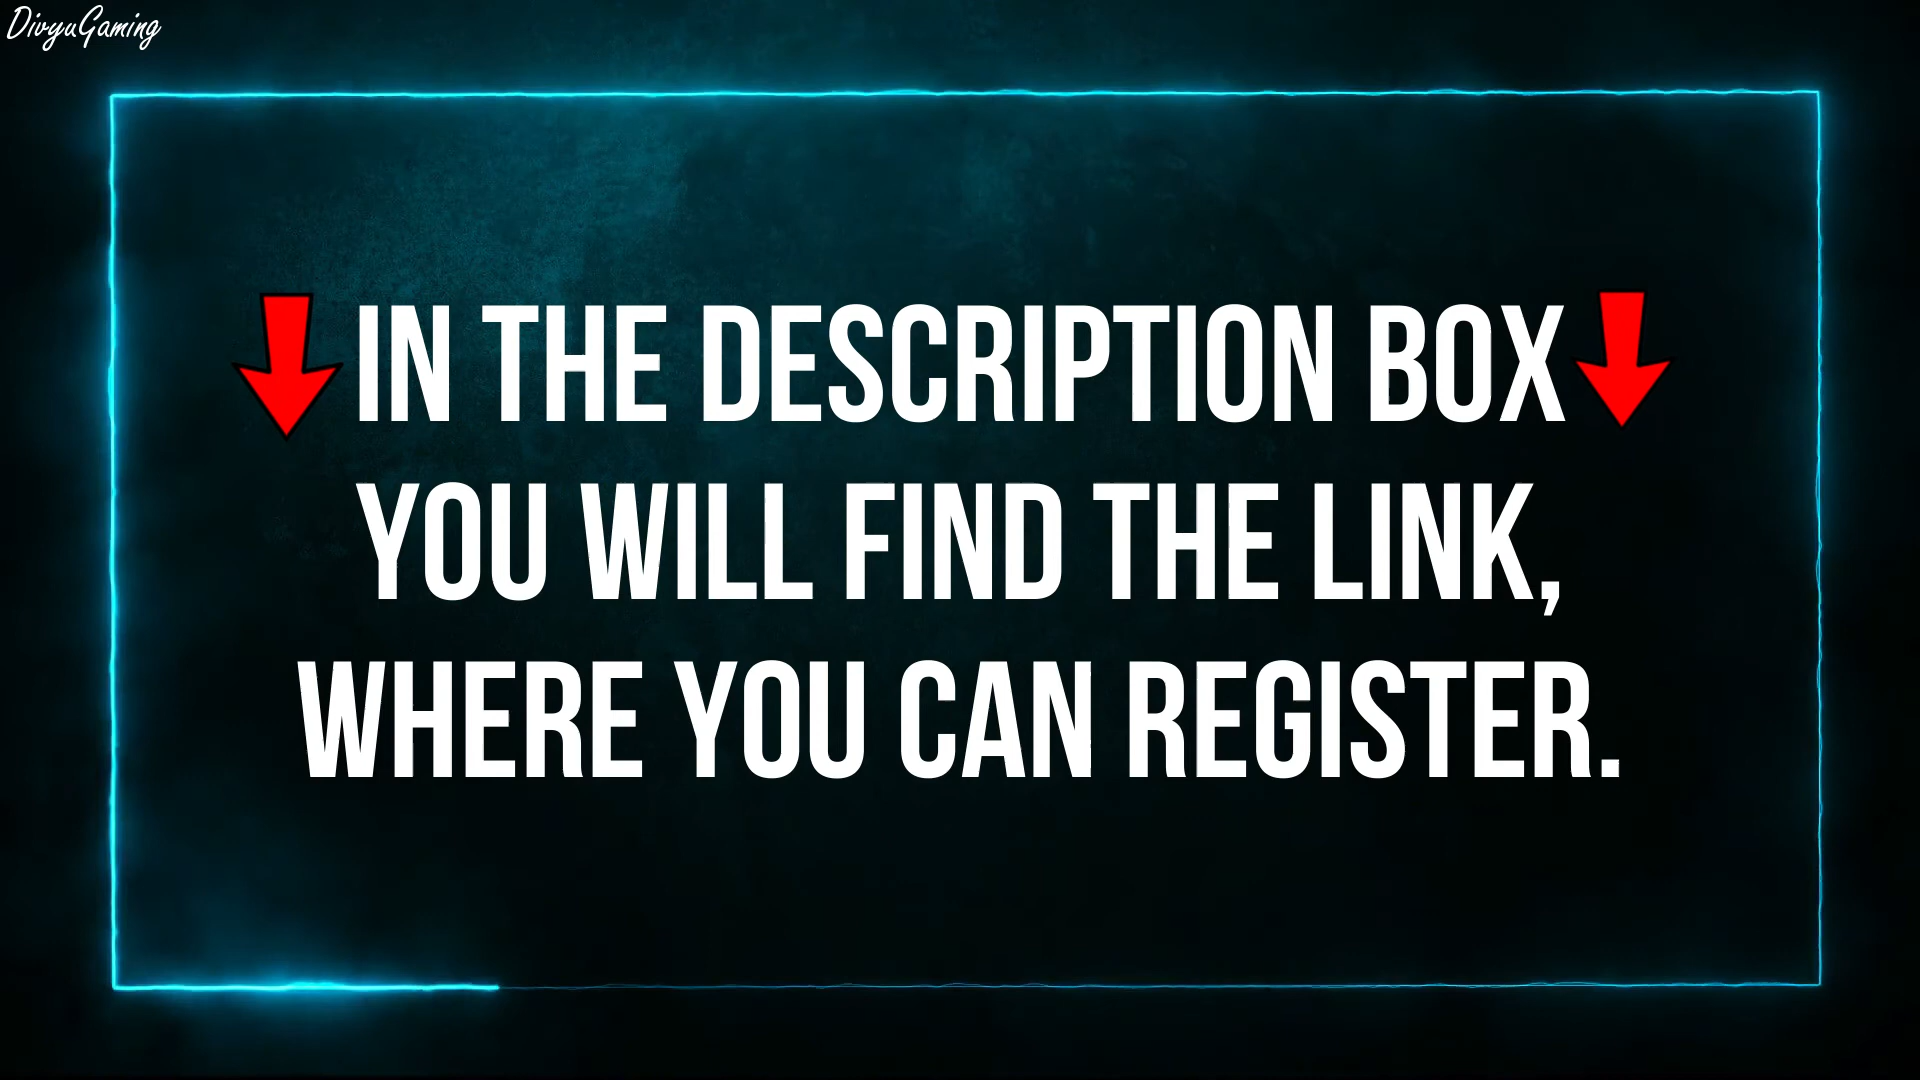 DivyuGaming
IN THE DESCRIPTION BOX
YOU WILL FIND THE LINK,
WHERE YOU CAN REGISTER.